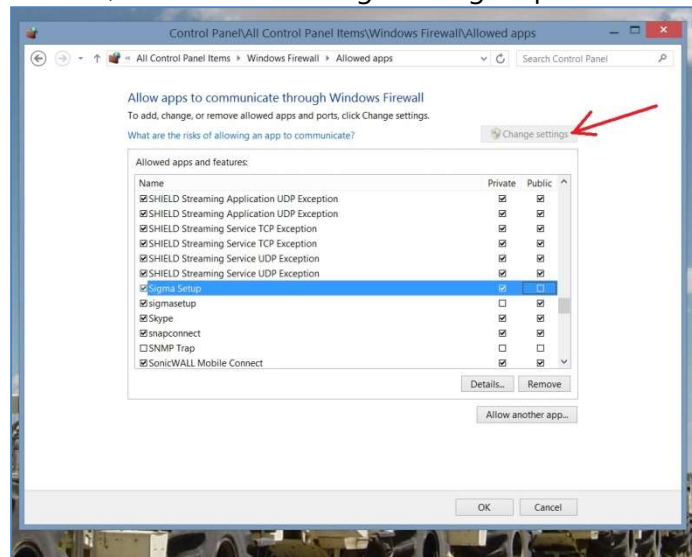 Control Panel\All Control Panel Items\Windows Firewall\Allowed apps
« All Control Panel Items ▸ Windows Firewall ▸ Allowed apps
Search Control Panel
Allow apps to communicate through Windows Firewall
To add, change, or remove allowed apps and ports, click Change settings.
What are the risks of allowing an app to communicate?
Change settings
Allowed apps and features:
Name Private Public
SHIELD Streaming Application UDP Exception
SHIELD Streaming Application UDP Exception
SHIELD Streaming Service TCP Exception
SHIELD Streaming Service TCP Exception
SHIELD Streaming Service UDP Exception
SHIELD Streaming Service UDP Exception
Sigma Setup
sigmasetup
Skype
snapconnect
SNMP Trap
SonicWALL Mobile Connect
Details... Remove
Allow another app...
OK Cancel